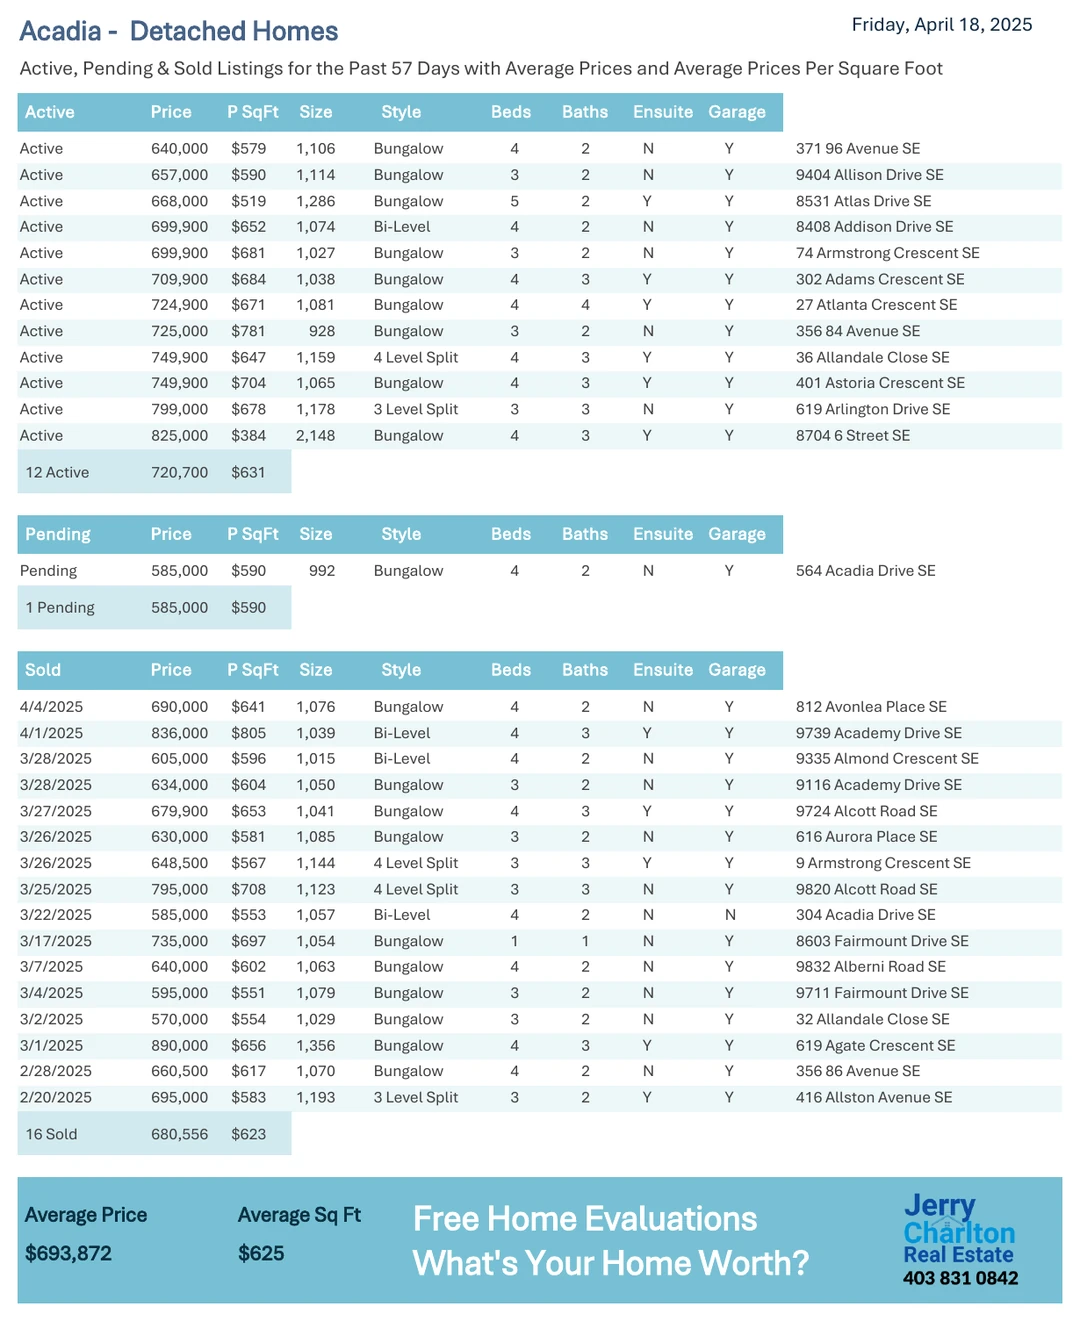 Acadia - Detached Homes
Friday, April 18, 2025
Active, Pending & Sold Listings for the Past 57 Days with Average Prices and Average Prices Per Square Foot
Active Price P SqFt Size Style Beds Baths Ensuite Garage
Active 640,000 $579 1,106 Bungalow 4 2 N Y 371 96 Avenue SE
Active 657,000 $590 1,114 Bungalow 3 2 N Y 9404 Allison Drive SE
Active 668,000 $519 1,286 Bungalow 5 2 Y Y 8531 Atlas Drive SE
Active 699,900 $652 1,074 Bi-Level 4 2 N Y 8408 Addison Drive SE
Active 699,900 $681 1,027 Bungalow 3 2 N Y 74 Armstrong Crescent SE
Active 709,900 $684 1,038 Bungalow 4 3 Y Y 302 Adams Crescent SE
Active 724,900 $671 1,081 Bungalow 4 4 Y Y 27 Atlanta Crescent SE
Active 725,000 $781 928 Bungalow 3 2 N Y 356 84 Avenue SE
Active 749,900 $647 1,159 4 Level Split 4 3 Y Y 36 Allandale Close SE
Active 749,900 $704 1,065 Bungalow 4 3 Y Y 401 Astoria Crescent SE
Active 799,000 $678 1,178 3 Level Split 3 3 N Y 619 Arlington Drive SE
Active 825,000 $384 2,148 Bungalow 4 3 Y Y 8704 6 Street SE
12 Active 720,700 $631
Pending Price P SqFt Size Style Beds Baths Ensuite Garage
Pending 585,000 $590 992 Bungalow 4 2 N Y 564 Acadia Drive SE
1 Pending 585,000 $590
Sold Price P SqFt Size Style Beds Baths Ensuite Garage
4/4/2025 690,000 $641 1,076 Bungalow 4 2 N Y 812 Avonlea Place SE
4/1/2025 836,000 $805 1,039 Bi-Level 4 3 Y Y 9739 Academy Drive SE
3/28/2025 605,000 $596 1,015 Bi-Level 4 2 N Y 9335 Almond Crescent SE
3/28/2025 634,000 $604 1,050 Bungalow 3 2 N Y 9116 Academy Drive SE
3/27/2025 679,900 $653 1,041 Bungalow 4 3 Y Y 9724 Alcott Road SE
3/26/2025 630,000 $581 1,085 Bungalow 3 2 N Y 616 Aurora Place SE
3/26/2025 648,500 $567 1,144 4 Level Split 3 3 Y Y 9 Armstrong Crescent SE
3/25/2025 795,000 $708 1,123 4 Level Split 3 3 N Y 9820 Alcott Road SE
3/22/2025 585,000 $553 1,057 Bi-Level 4 2 N N 304 Acadia Drive SE
3/17/2025 735,000 $697 1,054 Bungalow 1 1 N Y 8603 Fairmount Drive SE
3/7/2025 640,000 $602 1,063 Bungalow 4 2 N Y 9832 Alberni Road SE
3/4/2025 595,000 $551 1,079 Bungalow 3 2 N Y 9711 Fairmount Drive SE
3/2/2025 570,000 $554 1,029 Bungalow 3 2 N Y 32 Allandale Close SE
3/1/2025 890,000 $656 1,356 Bungalow 4 3 Y Y 619 Agate Crescent SE
2/28/2025 660,500 $617 1,070 Bungalow 4 2 N Y 356 86 Avenue SE
2/20/2025 695,000 $583 1,193 3 Level Split 3 2 Y Y 416 Allston Avenue SE
16 Sold 680,556 $623
Average Price Average Sq Ft
$693,872 $625
Free Home Evaluations
What's Your Home Worth?
Jerry
Charlton
Real Estate
403 831 0842